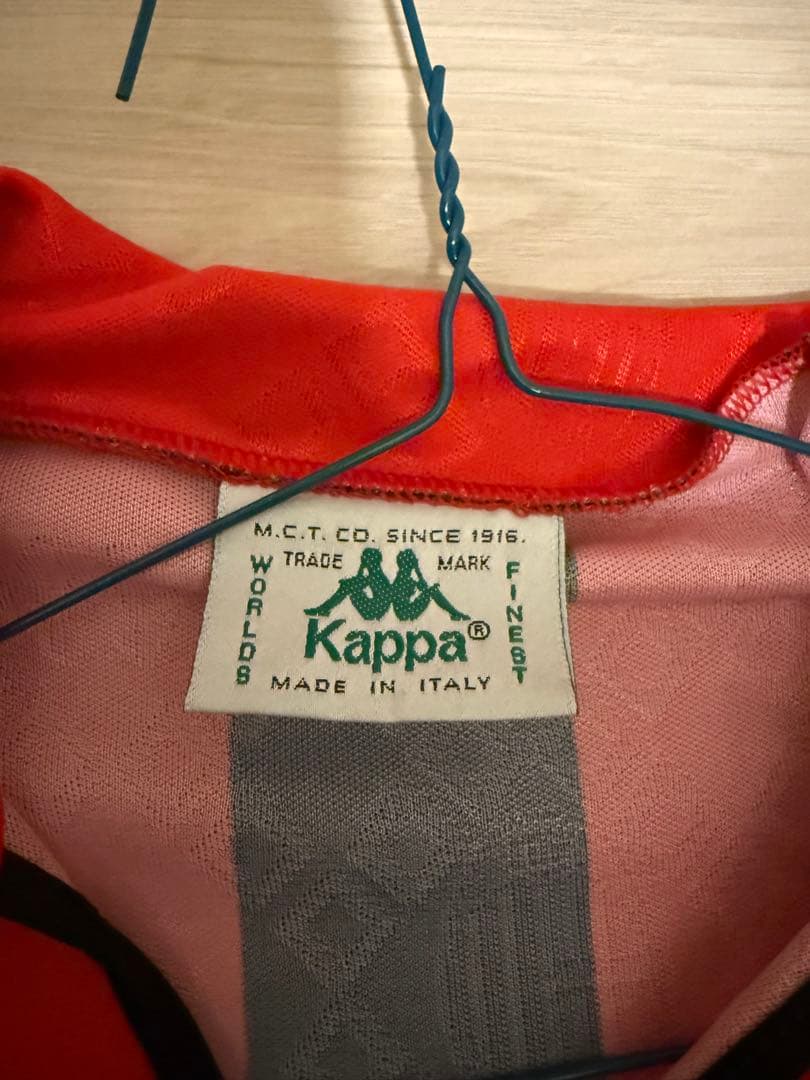 M.C.T. CO. SINCE 1916.
TRADE MARK
WORLDS
FINEST
Kappa®
MADE IN ITALY